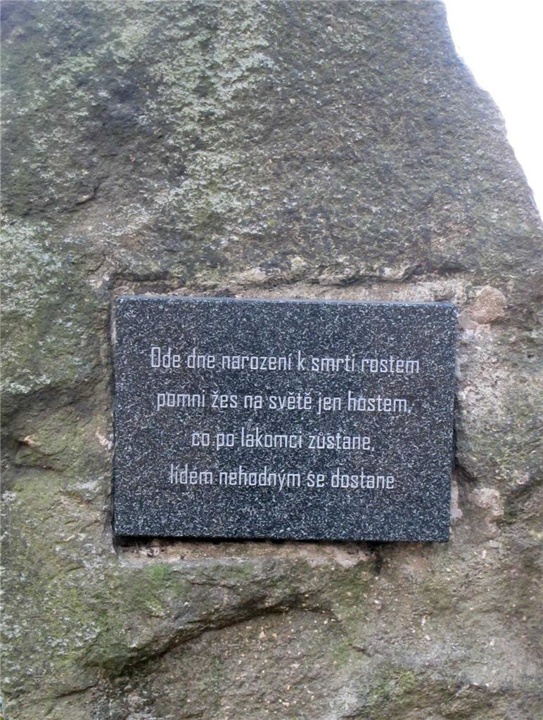 Ode dne narození k smrti rostem
pomni žes na světě jen hostem,
co po lakomci zůstane,
lidem nehodným se dostane